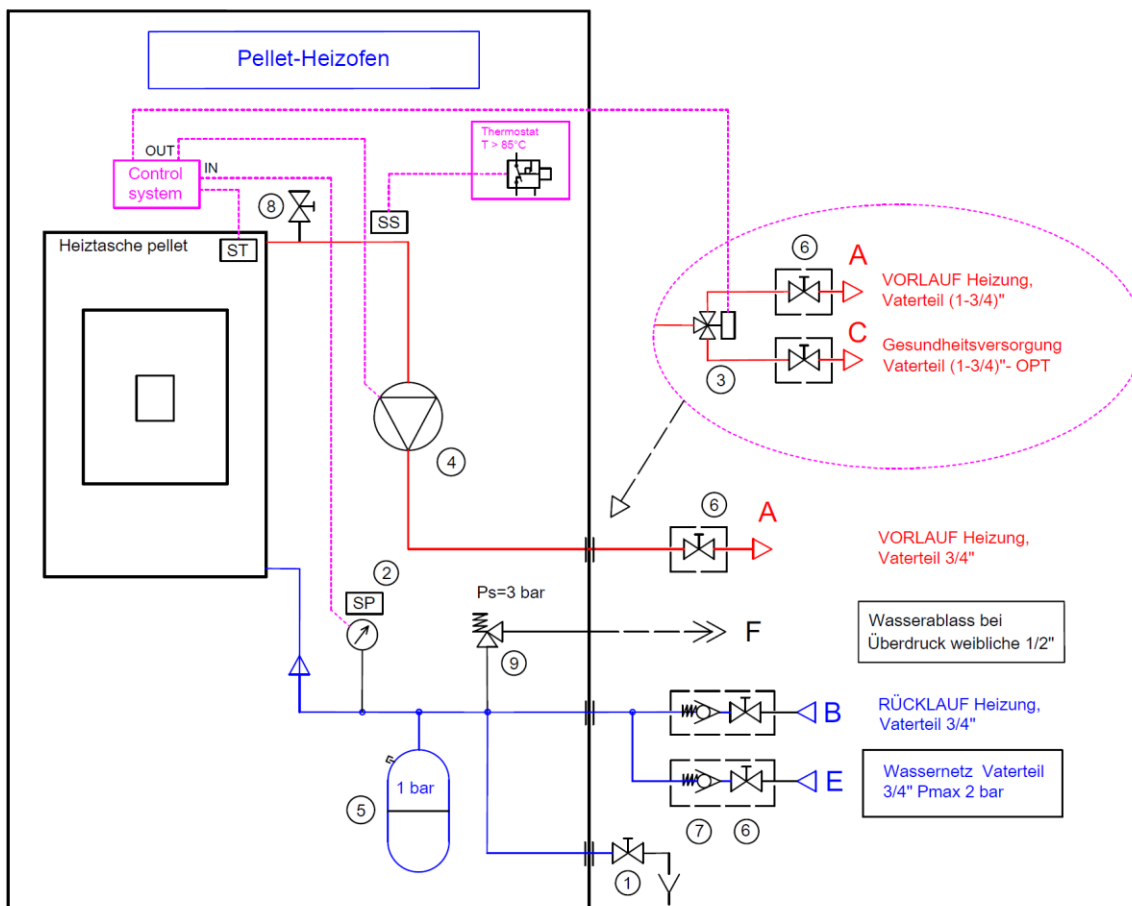 Pellet-Heizofen
Thermostat
T > 85°C
OUT
IN
Control
system
8
SS
Heiztasche pellet
ST
6
A
VORLAUF Heizung,
Vaterteil (1-3/4)"
C
Gesundheitsversorgung
Vaterteil (1-3/4)"- OPT
3
4
6
A
VORLAUF Heizung,
Vaterteil 3/4"
2
SP
Ps=3 bar
F
Wasserablass bei
Überdruck weibliche 1/2"
9
B
RÜCKLAUF Heizung,
Vaterteil 3/4"
E
Wassernetz Vaterteil
3/4" Pmax 2 bar
1 bar
5
7
6
1